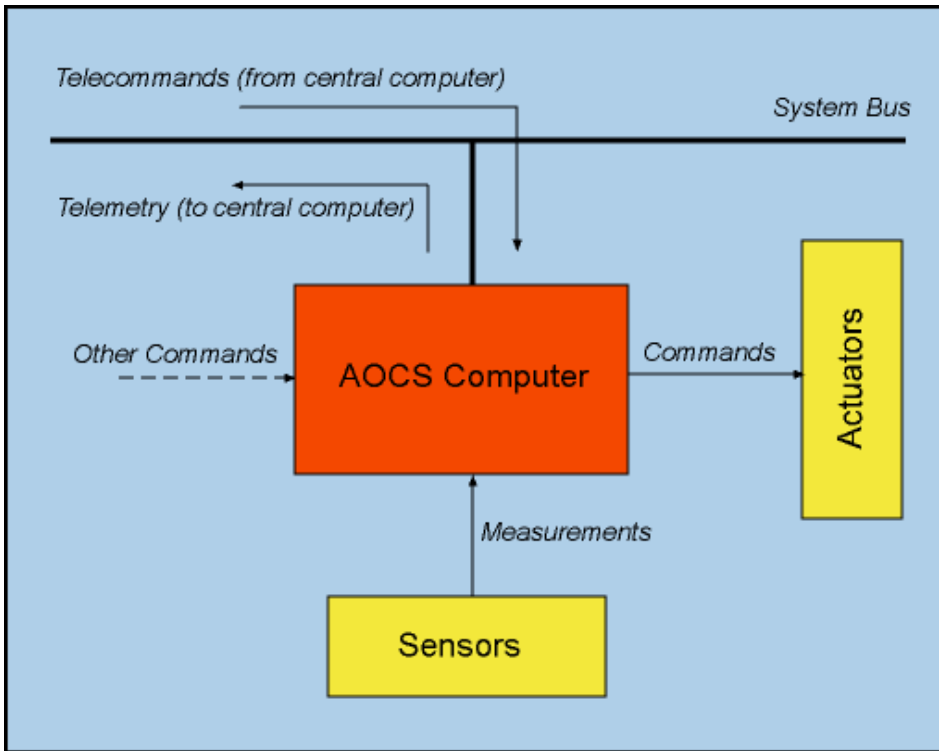 Telecommands (from central computer)
System Bus
Telemetry (to central computer)
Other Commands
AOCS Computer
Commands
Actuators
Measurements
Sensors